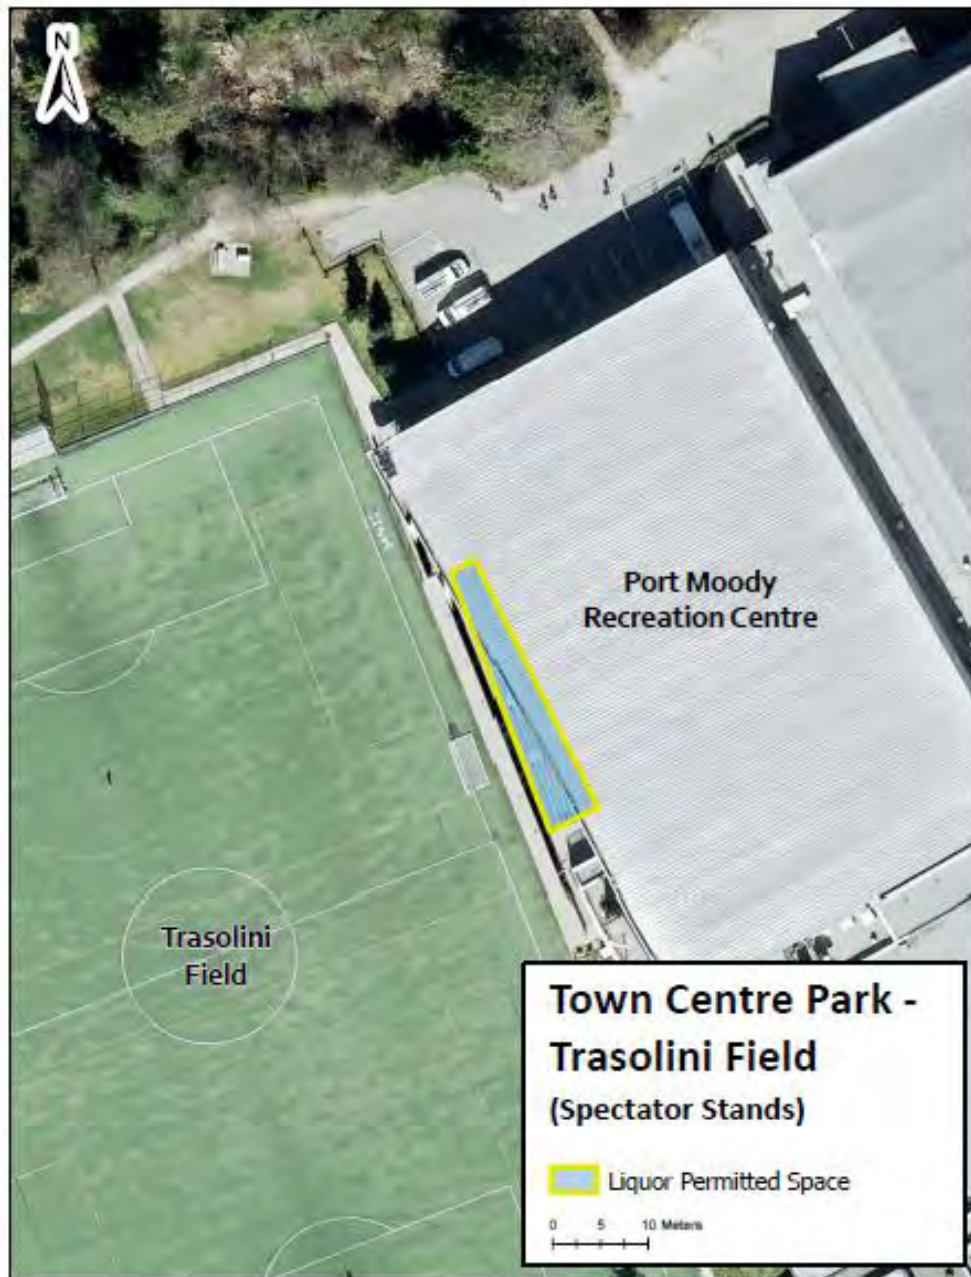 N
Port Moody
Recreation Centre
Trasolini
Field
Town Centre Park -
Trasolini Field
(Spectator Stands)
Liquor Permitted Space
0 5 10 Meters